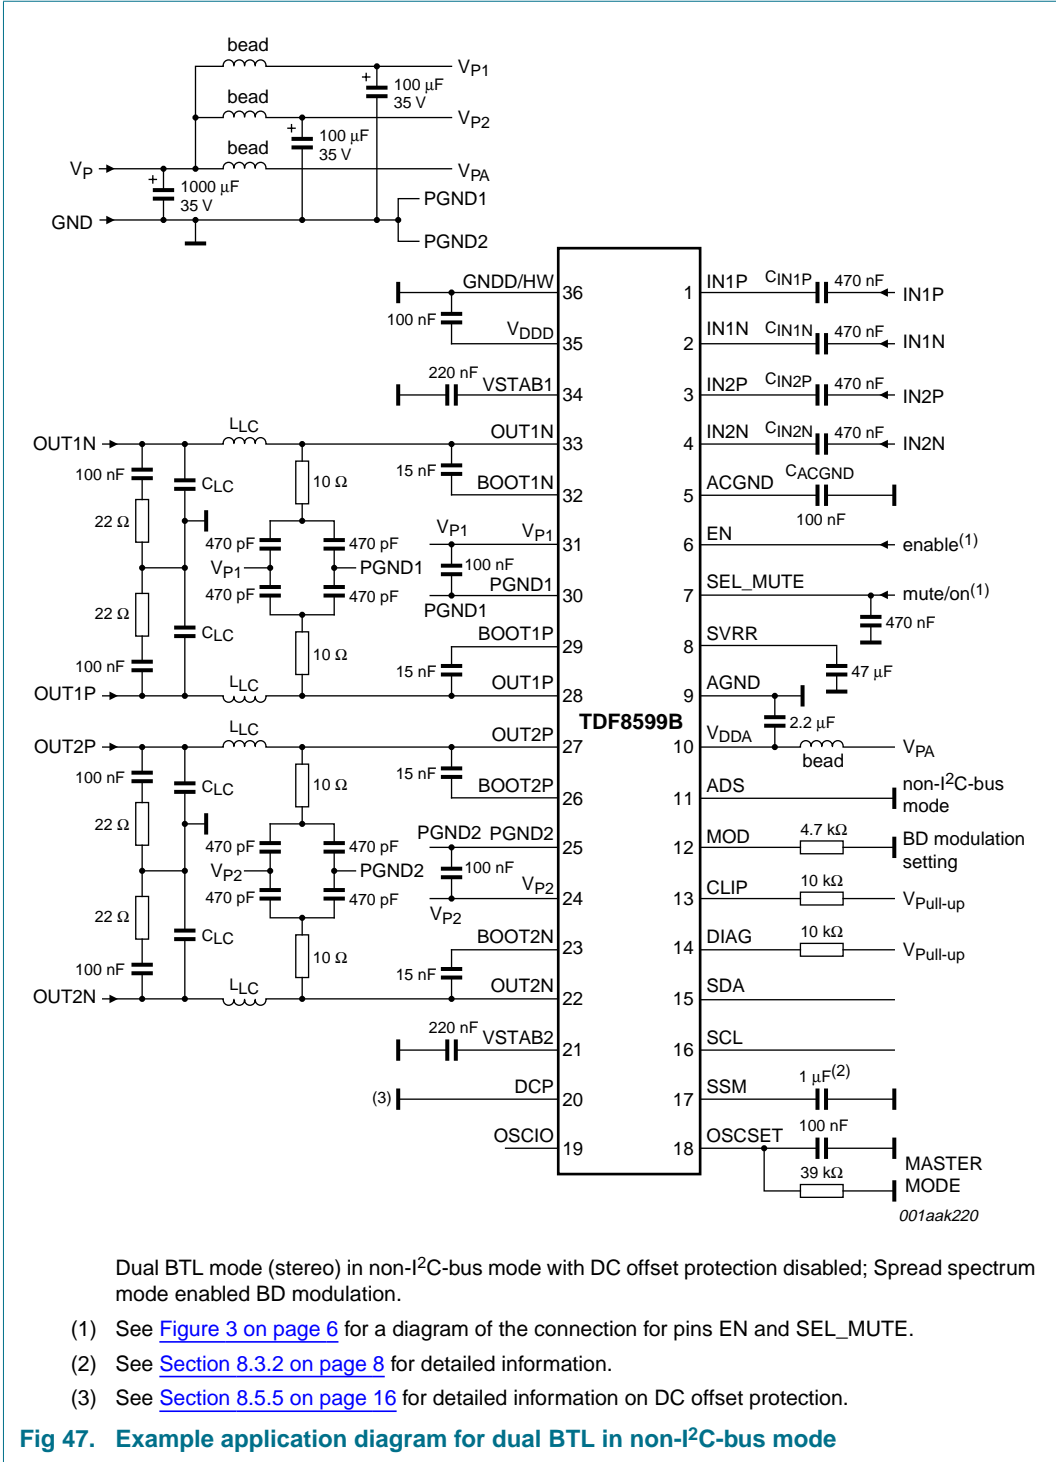 bead
VP1
+
100 μF
35 V
bead
VP2
+
100 μF
35 V
bead
VP
VPA
+
1000 μF
35 V
PGND1
GND
PGND2
GNDD/HW
36
100 nF
VDDD
35
220 nF
VSTAB1
34
OUT1N
LLC
OUT1N
33
100 nF
CLC
10 Ω
15 nF
BOOT1N
32
22 Ω
470 pF
470 pF
VP1
VP1
31
VP1
PGND1
100 nF
470 pF
470 pF
PGND1
30
PGND1
22 Ω
CLC
10 Ω
BOOT1P
29
100 nF
15 nF
OUT1P
LLC
OUT1P
28
TDF8599B
OUT2P
LLC
OUT2P
27
100 nF
CLC
10 Ω
15 nF
BOOT2P
26
22 Ω
470 pF
470 pF
PGND2
PGND2
25
VP2
PGND2
100 nF
470 pF
470 pF
VP2
24
VP2
22 Ω
CLC
10 Ω
BOOT2N
23
100 nF
15 nF
OUT2N
LLC
OUT2N
22
220 nF
VSTAB2
21
(3)
DCP
20
OSCIO
19
1
IN1P
CIN1P
470 nF
IN1P
2
IN1N
CIN1N
470 nF
IN1N
3
IN2P
CIN2P
470 nF
IN2P
4
IN2N
CIN2N
470 nF
IN2N
5
ACGND
CACGND
100 nF
6
EN
enable(1)
7
SEL_MUTE
mute/on(1)
470 nF
8
SVRR
47 μF
9
AGND
2.2 μF
10
VDDA
bead
VPA
11
ADS
non-I2C-bus
mode
12
MOD
4.7 kΩ
BD modulation
setting
13
CLIP
10 kΩ
VPull-up
14
DIAG
10 kΩ
VPull-up
15
SDA
16
SCL
17
SSM
1 μF(2)
18
OSCSET
100 nF
39 kΩ
MASTER
MODE
001aak220
Dual BTL mode (stereo) in non-I2C-bus mode with DC offset protection disabled; Spread spectrum
mode enabled BD modulation.
(1) See Figure 3 on page 6 for a diagram of the connection for pins EN and SEL_MUTE.
(2) See Section 8.3.2 on page 8 for detailed information.
(3) See Section 8.5.5 on page 16 for detailed information on DC offset protection.
Fig 47. Example application diagram for dual BTL in non-I2C-bus mode